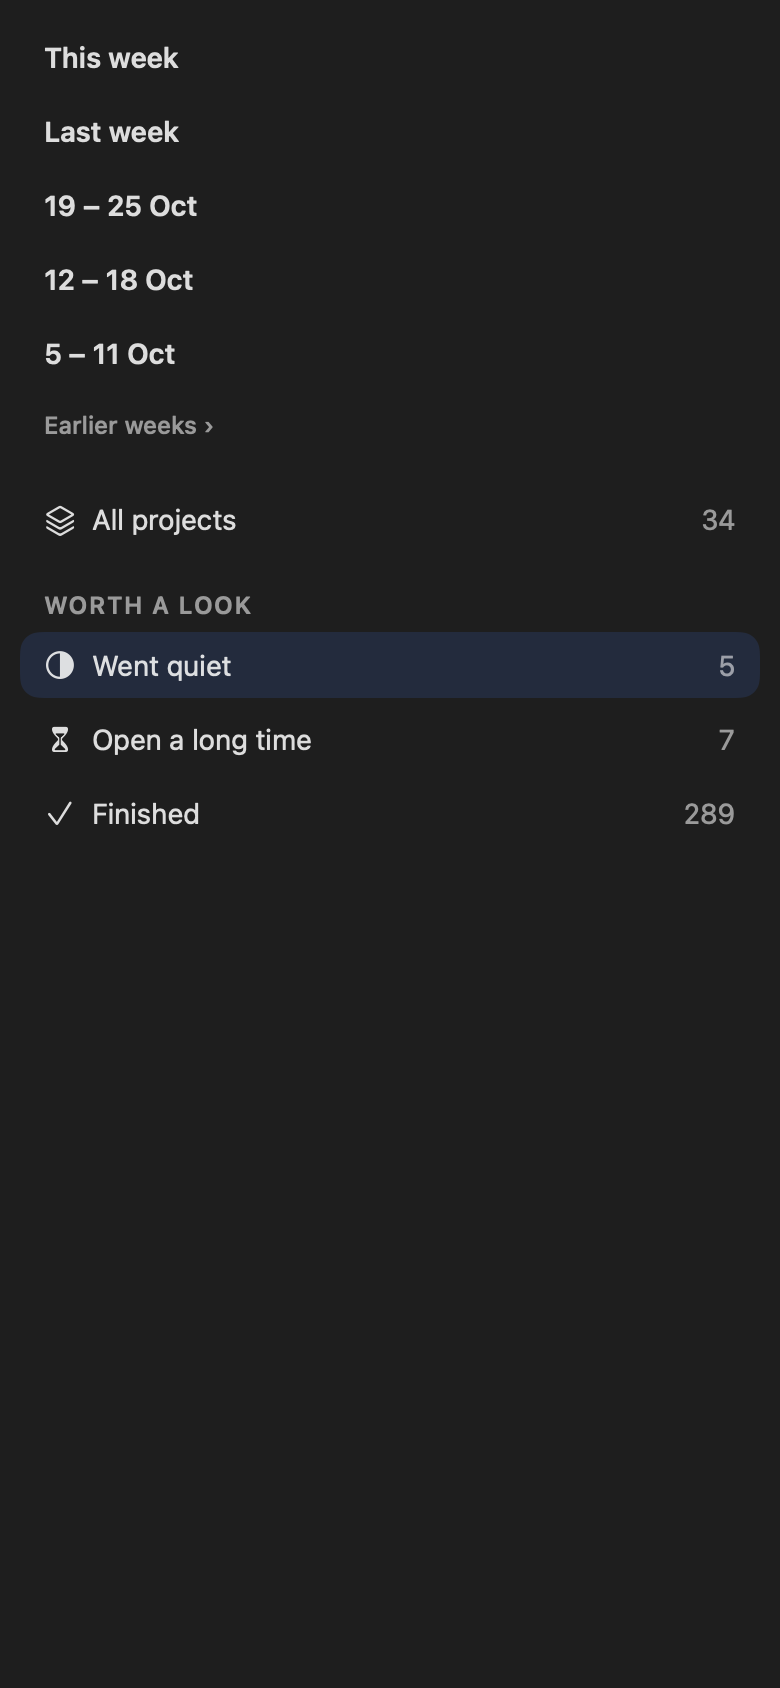 This week
Last week
19 – 25 Oct
12 – 18 Oct
5 – 11 Oct
Earlier weeks ›
All projects 34
WORTH A LOOK
Went quiet 5
Open a long time 7
Finished 289